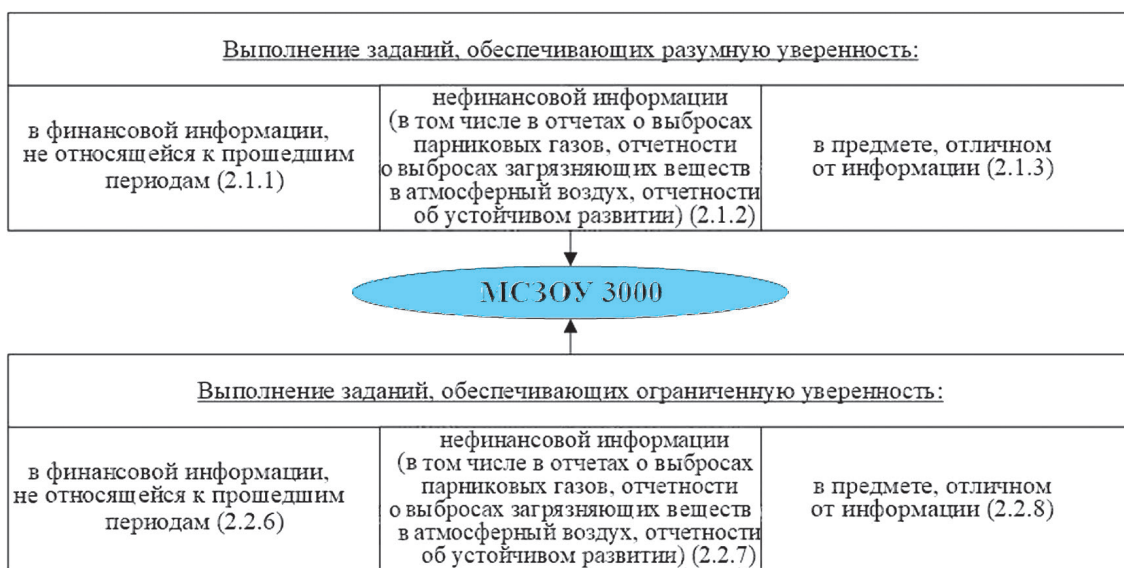 Выполнение заданий, обеспечивающих разумную уверенность:
в финансовой информации,
не относящейся к прошедшим
периодам (2.1.1)
нефинансовой информации
(в том числе в отчетах о выбросах
парниковых газов, отчетности
о выбросах загрязняющих веществ
в атмосферный воздух, отчетности
об устойчивом развитии) (2.1.2)
в предмете, отличном
от информации (2.1.3)
МСЗОУ 3000
Выполнение заданий, обеспечивающих ограниченную уверенность:
в финансовой информации,
не относящейся к прошедшим
периодам (2.2.6)
нефинансовой информации
(в том числе в отчетах о выбросах
парниковых газов, отчетности
о выбросах загрязняющих веществ
в атмосферный воздух, отчетности
об устойчивом развитии) (2.2.7)
в предмете, отличном
от информации (2.2.8)